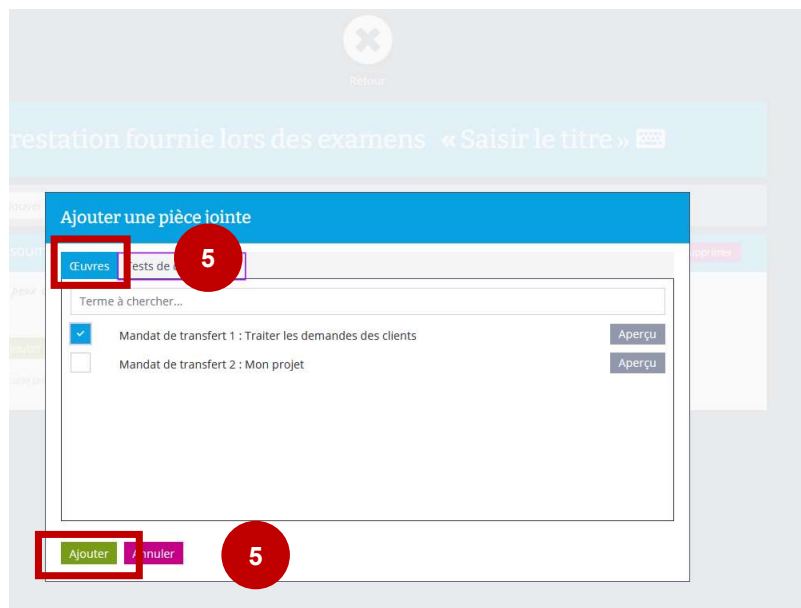 Retour
restation fournie lors des examens « Saisir le titre »
Ajouter une pièce jointe
Œuvres
Tests de
5
Terme à chercher...
Mandat de transfert 1 : Traiter les demandes des clients
Aperçu
Mandat de transfert 2 : Mon projet
Aperçu
Ajouter
Annuler
5